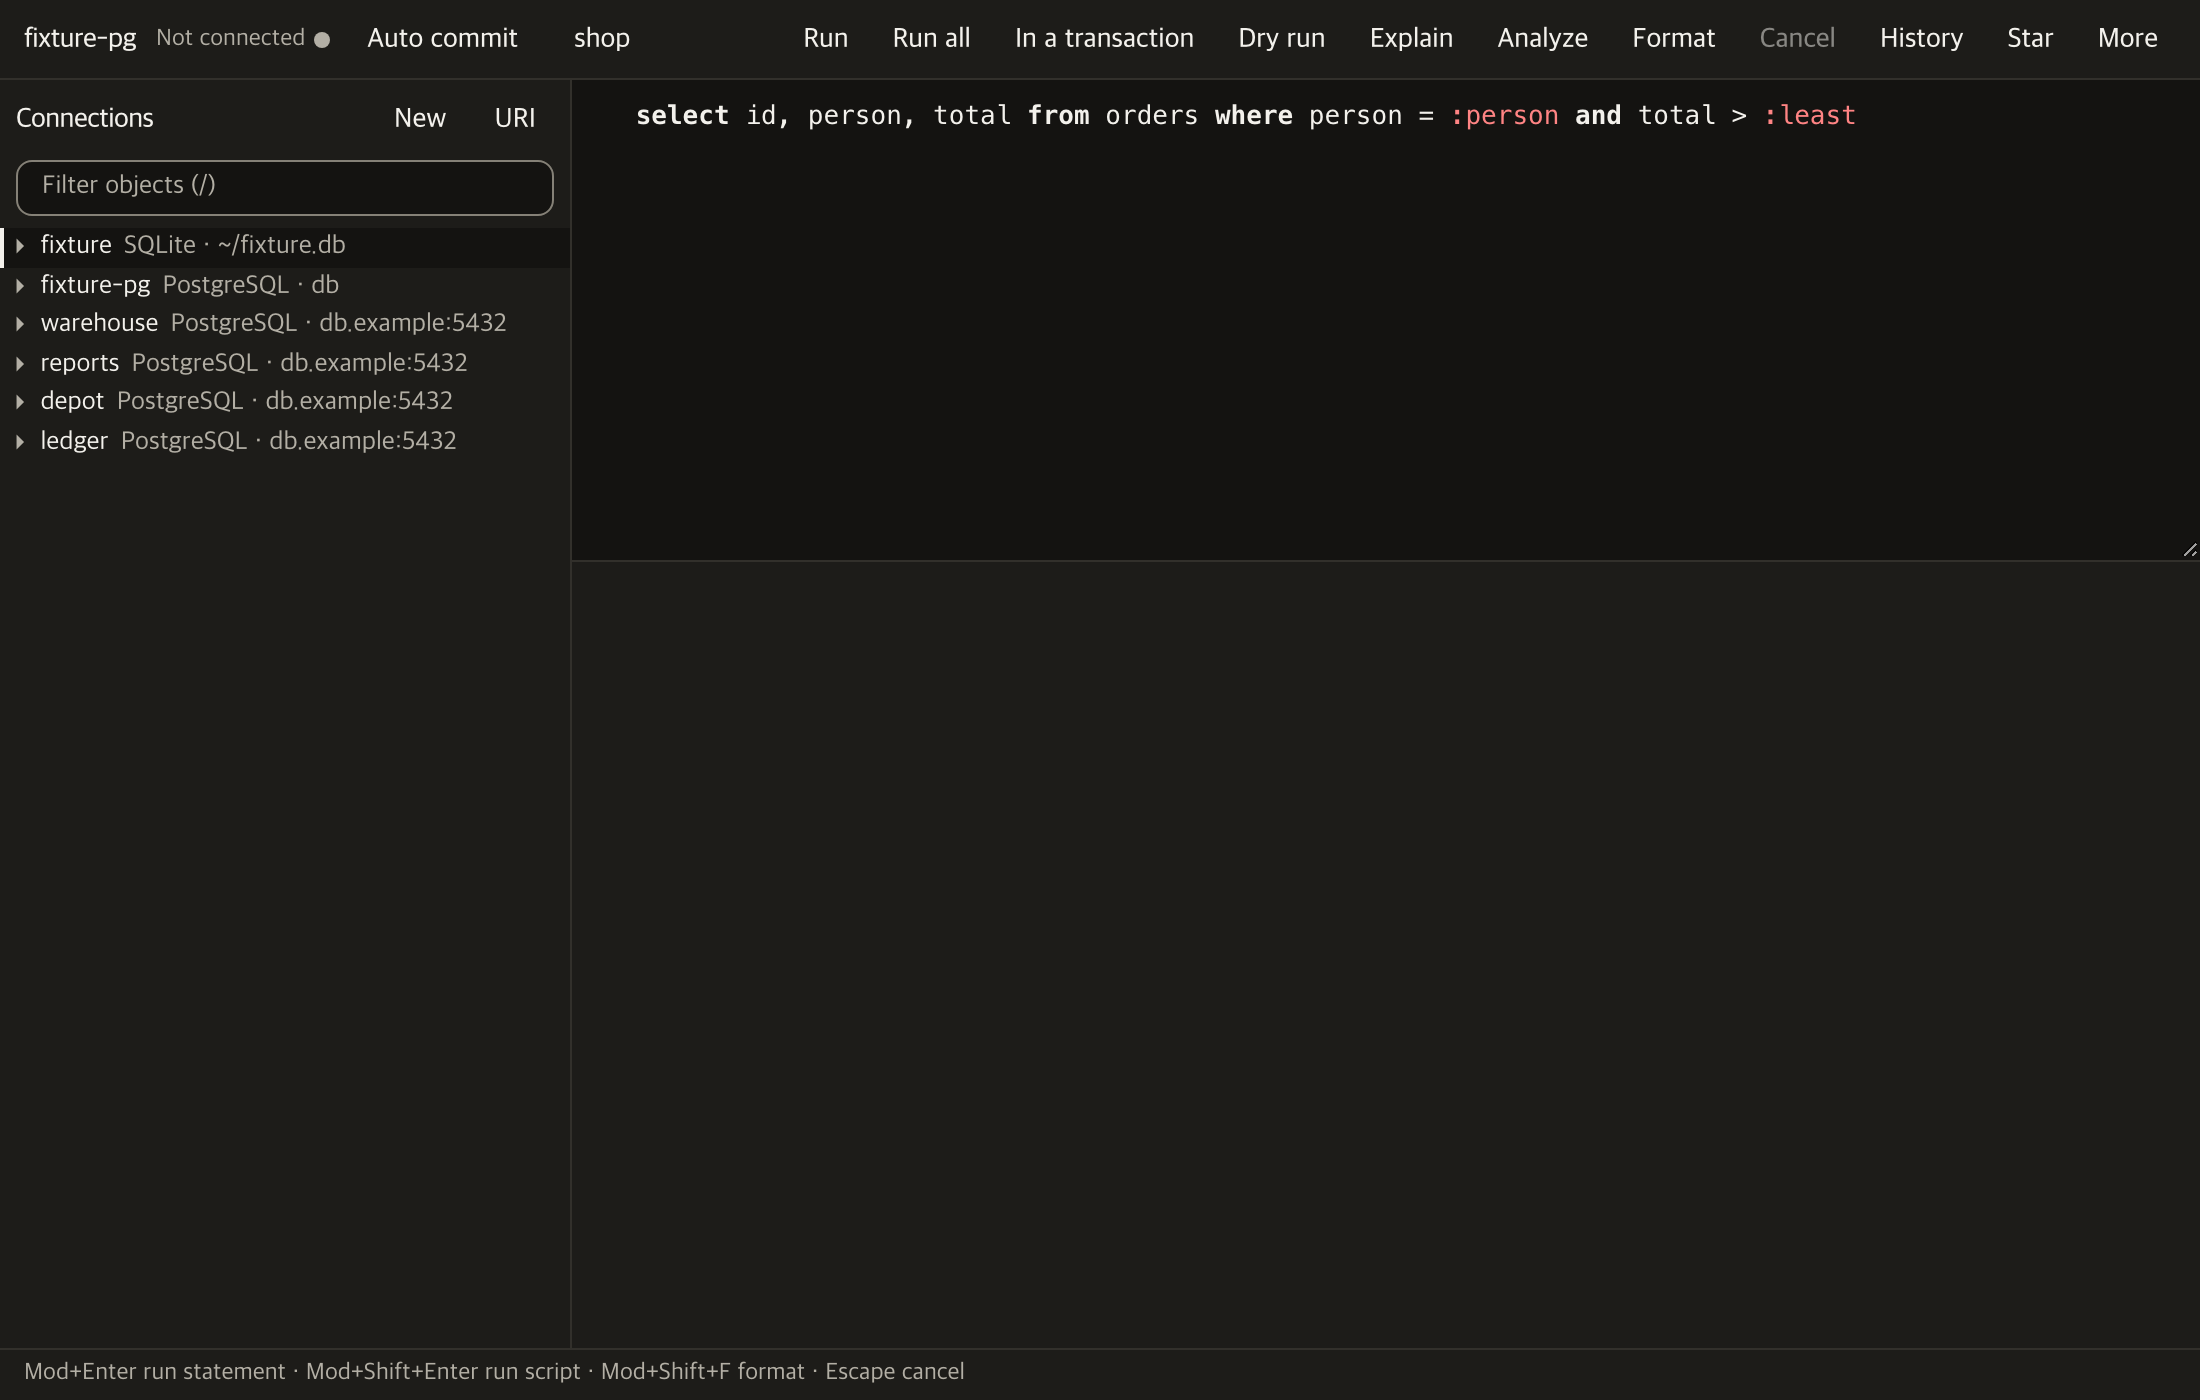 fixture-pg Not connected Auto commit shop Run Run all In a transaction Dry run Explain Analyze Format Cancel History Star More
Connections New URI
Filter objects (/)
fixture SQLite · ~/fixture.db
fixture-pg PostgreSQL · db
warehouse PostgreSQL · db.example:5432
reports PostgreSQL · db.example:5432
depot PostgreSQL · db.example:5432
ledger PostgreSQL · db.example:5432
select id, person, total from orders where person = :person and total > :least
Mod+Enter run statement · Mod+Shift+Enter run script · Mod+Shift+F format · Escape cancel